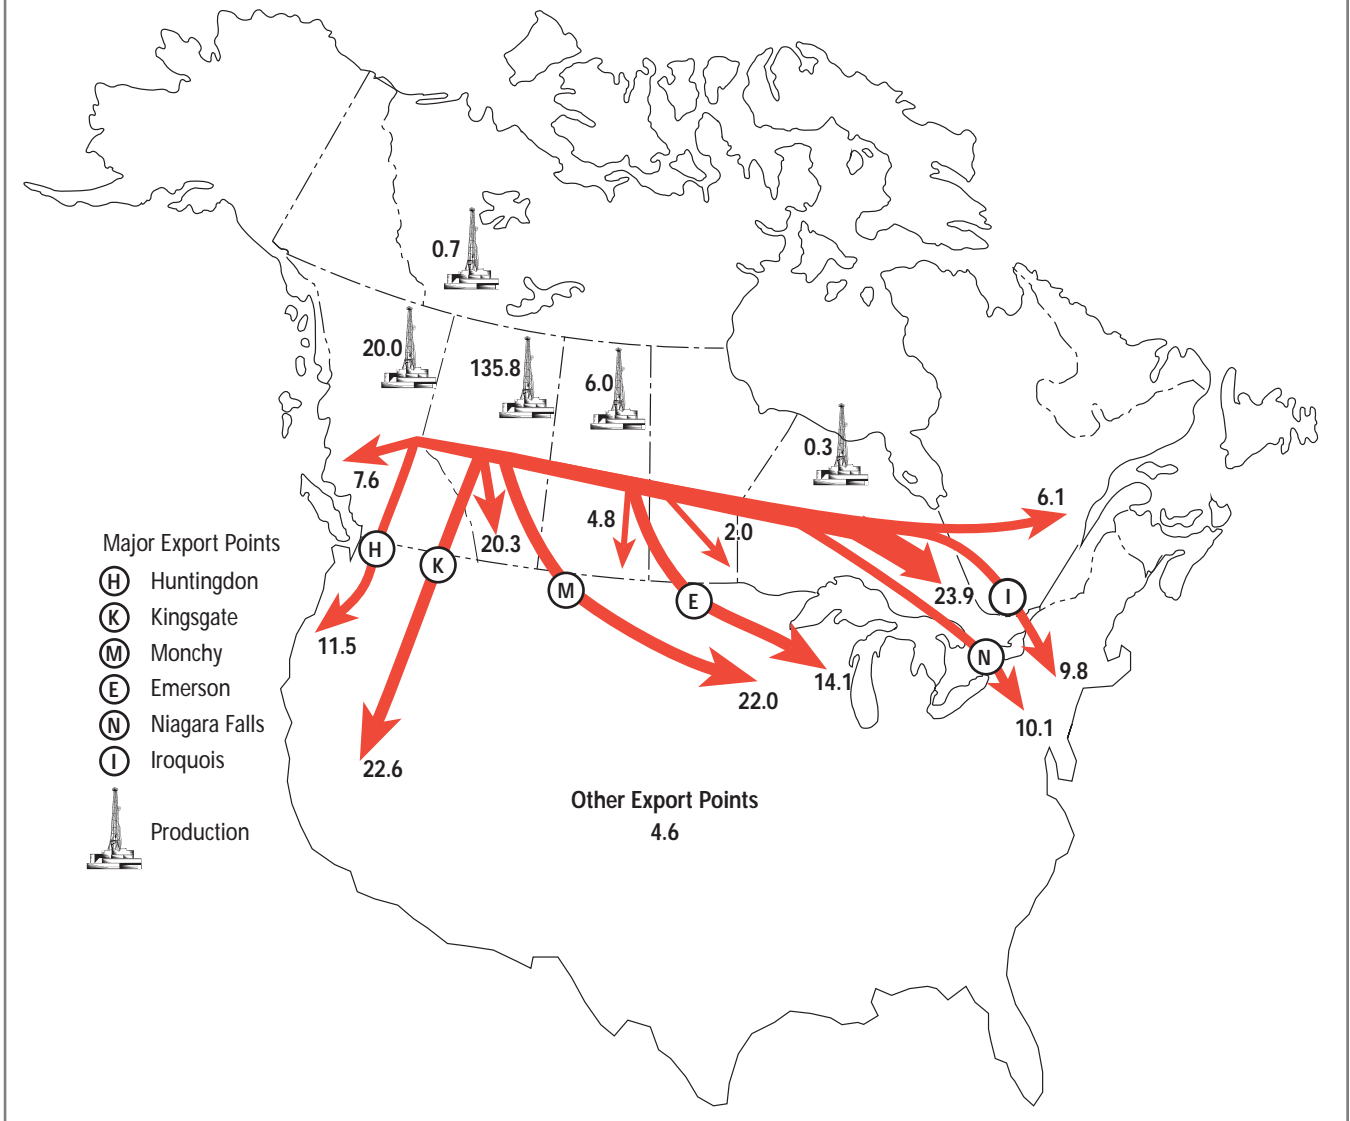 0.7
20.0
135.8
6.0
0.3
7.6
20.3
4.8
2.0
6.1
23.9
H
K
M
E
I
N
11.5
22.6
22.0
14.1
9.8
10.1
Major Export Points
H Huntingdon
K Kingsgate
M Monchy
E Emerson
N Niagara Falls
I Iroquois
Production
Other Export Points
4.6